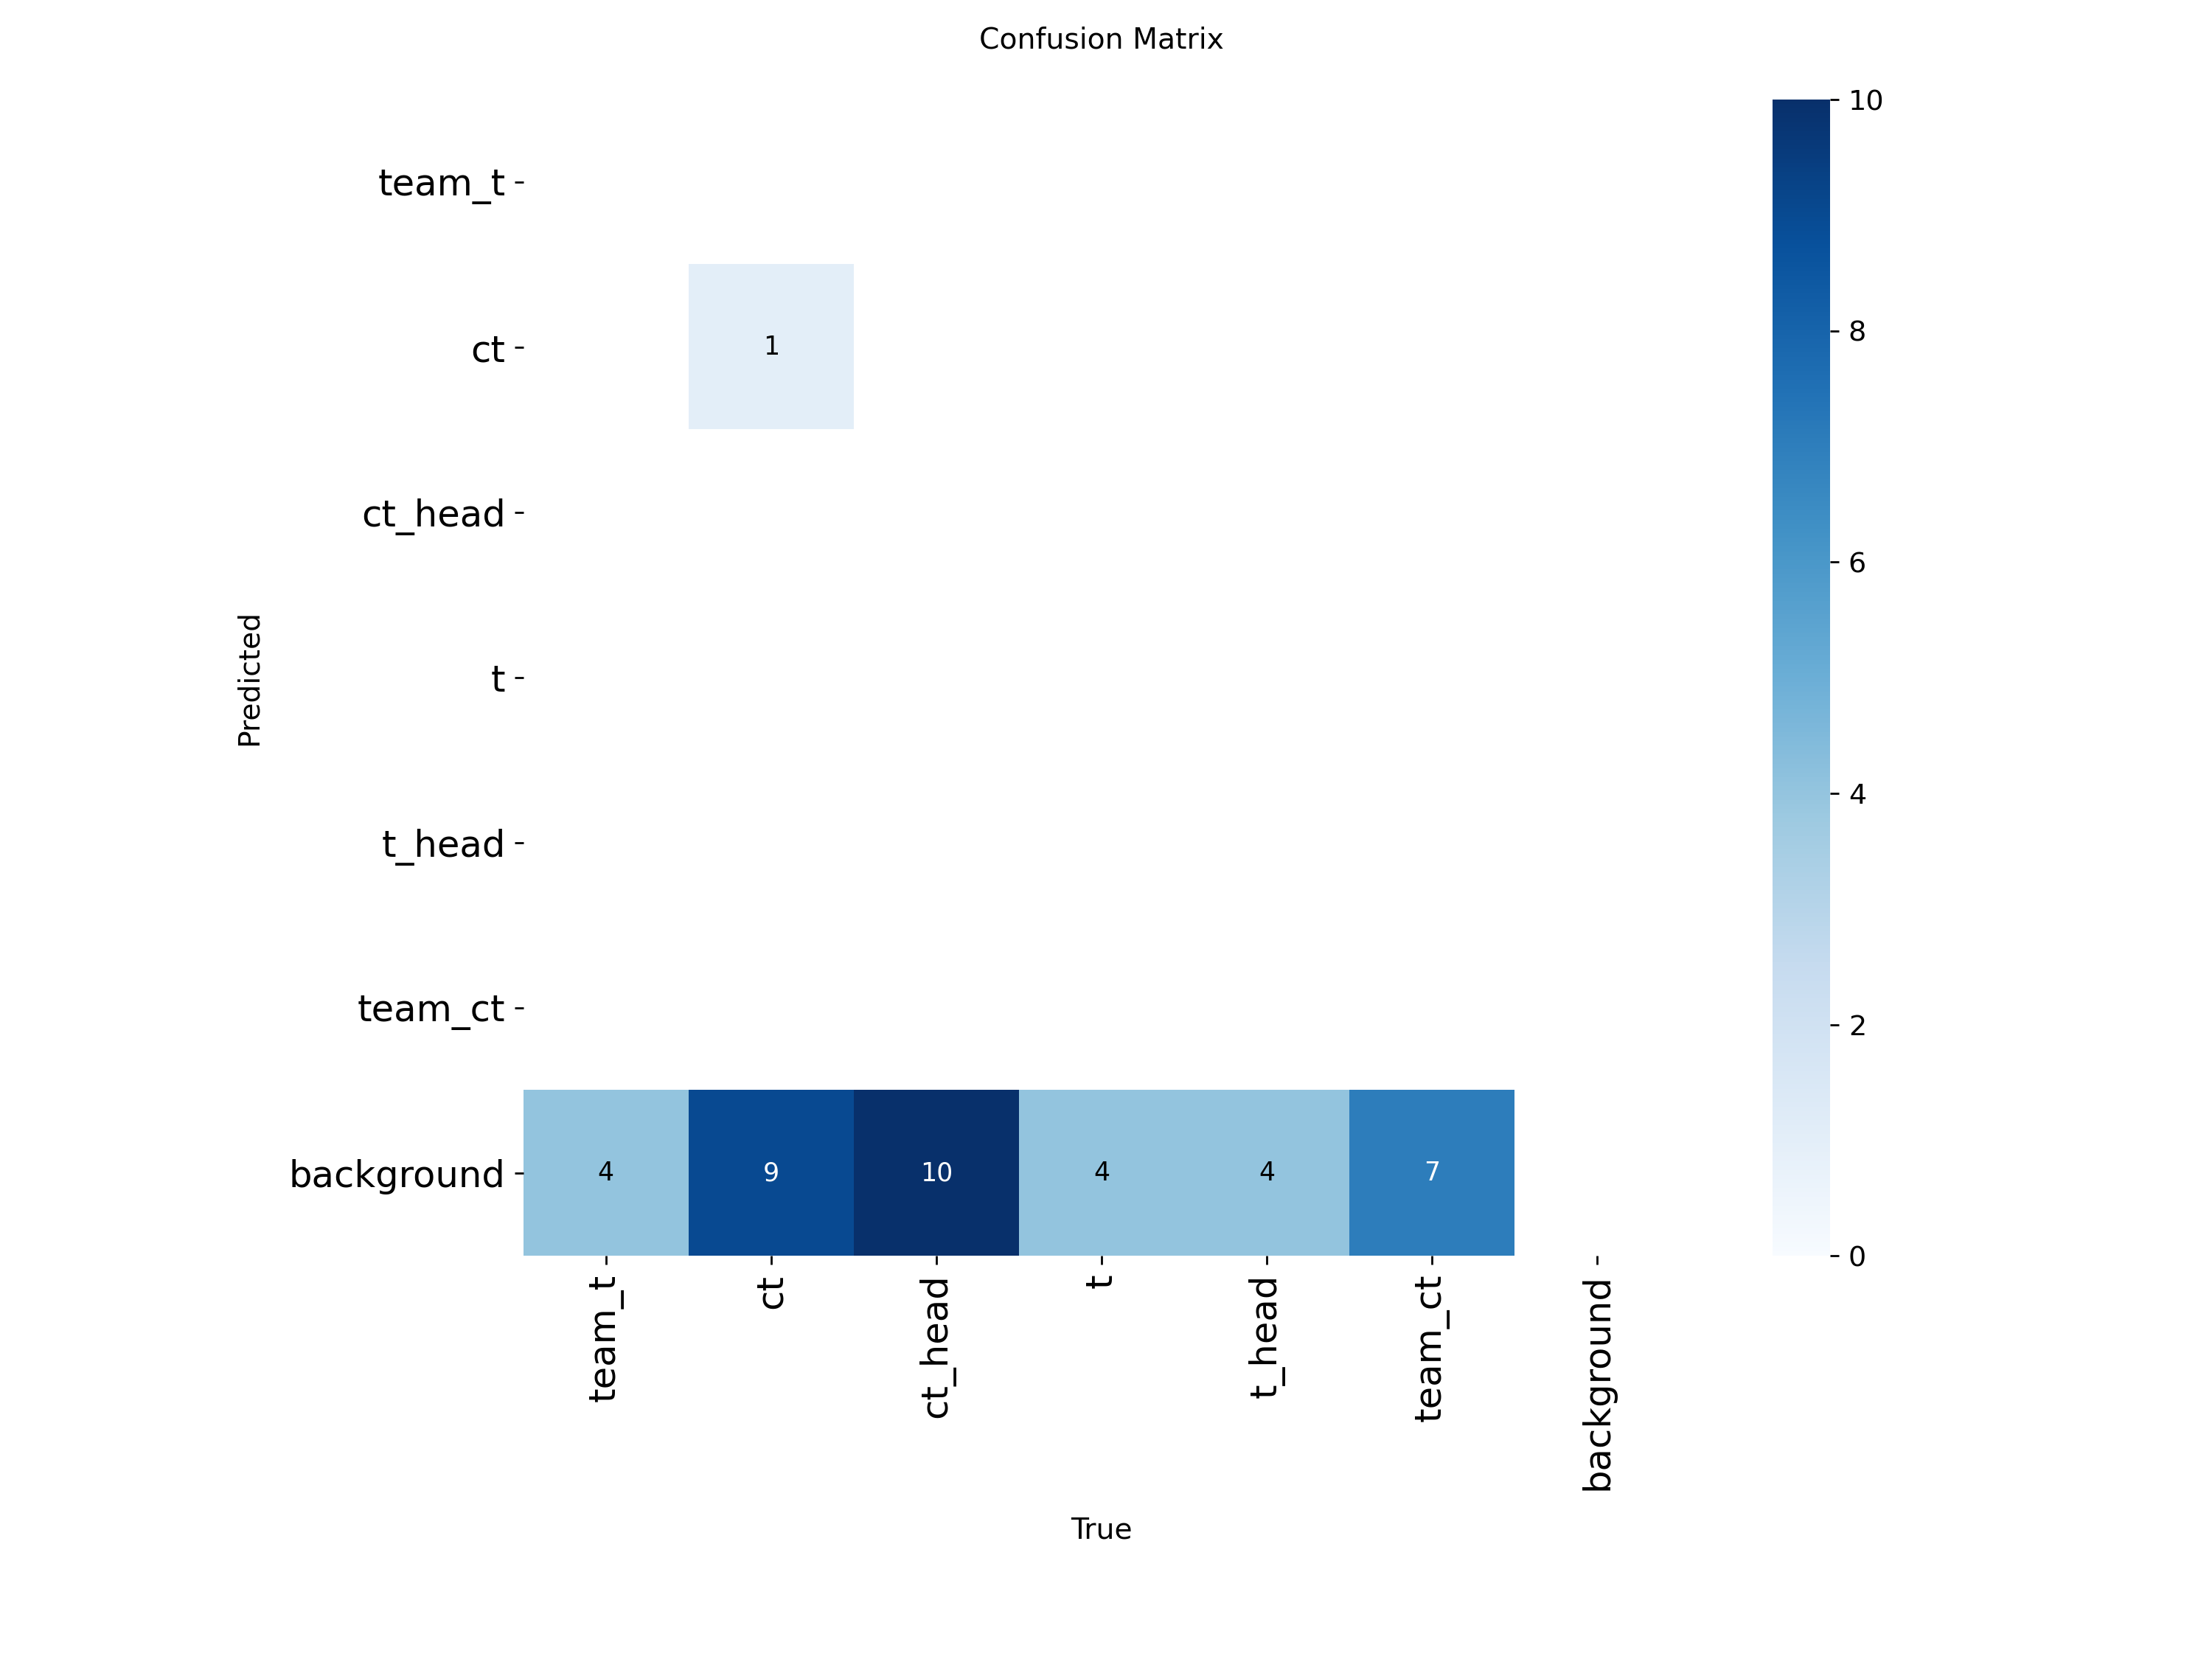 Confusion Matrix
team_t
ct
ct_head
t
t_head
team_ct
background
Predicted
1
4 9 10 4 4 7
team_t ct ct_head t t_head team_ct background
True
10
8
6
4
2
0